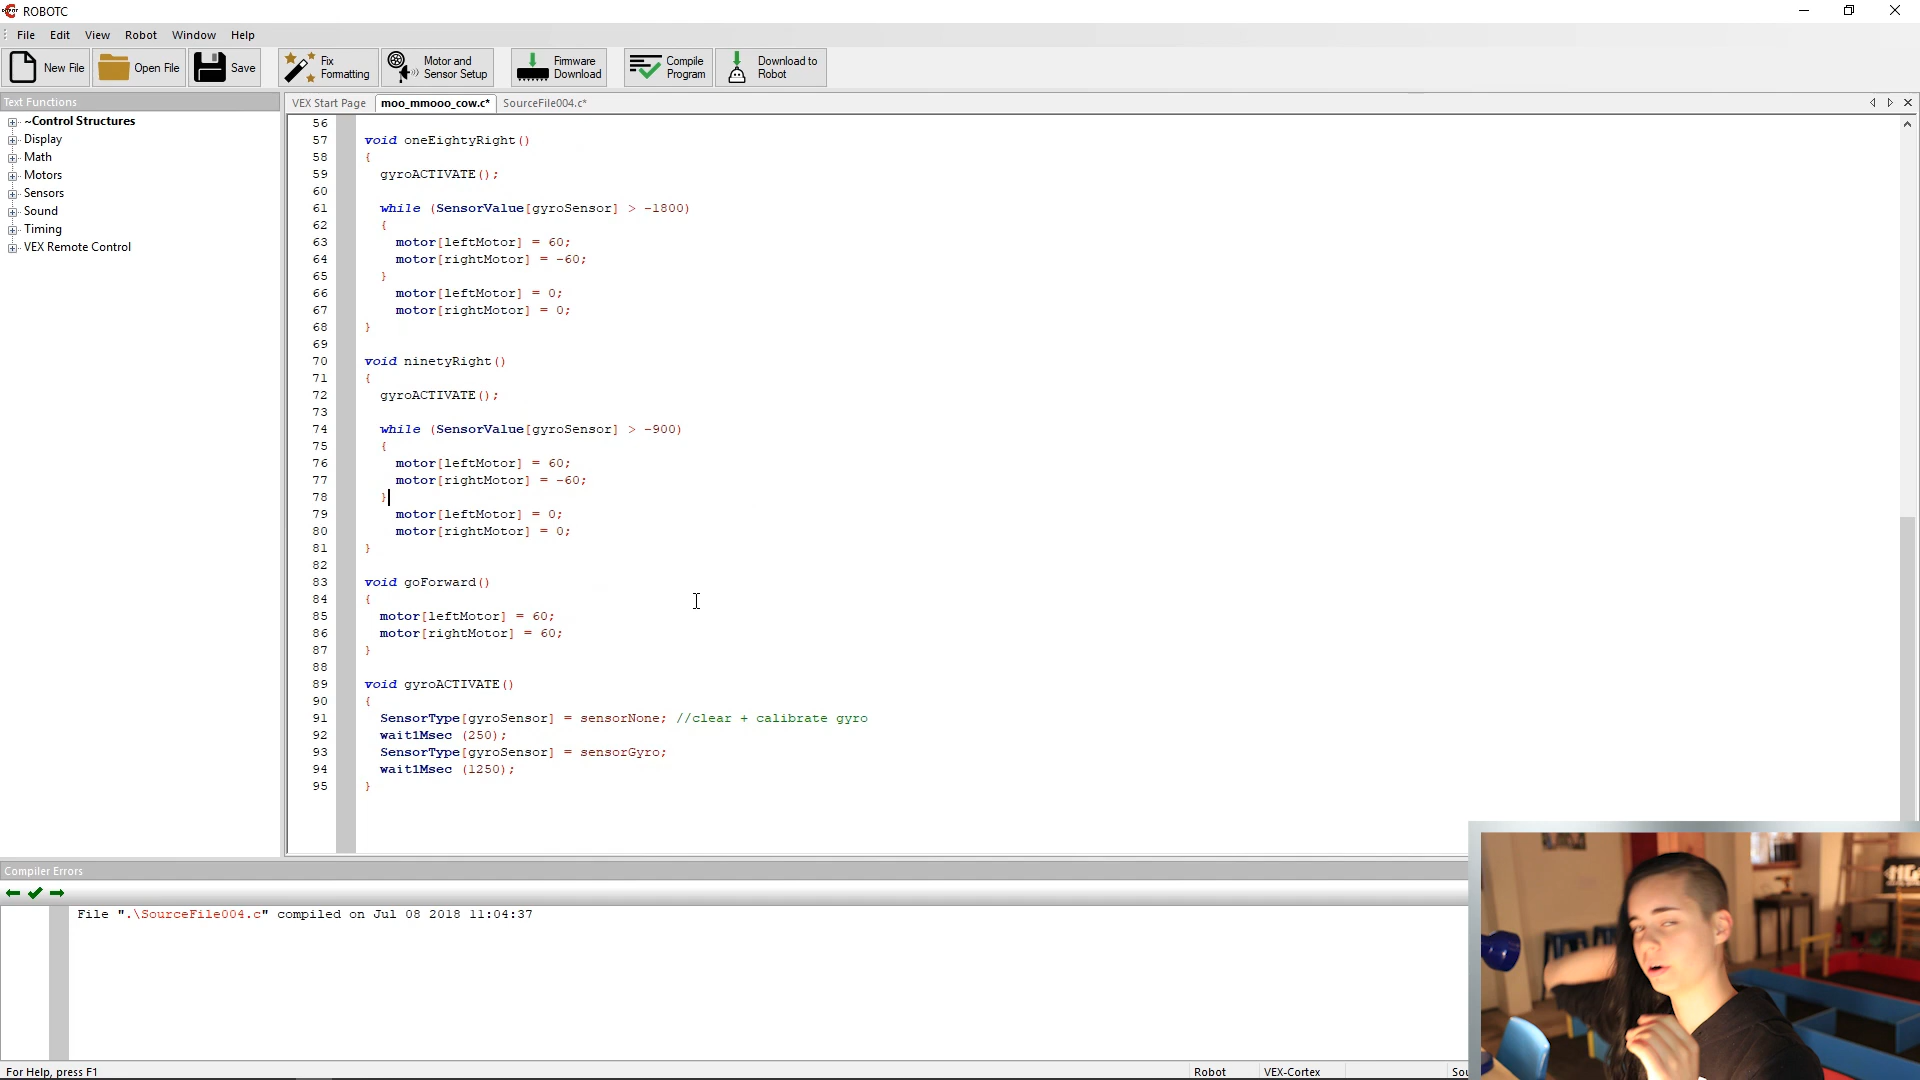 ROBOTC
File Edit View Robot Window Help
New File Open File Save Fix Formatting Motor and Sensor Setup Firmware Download Compile Program Download to Robot
Text Functions
~Control Structures
Display
Math
Motors
Sensors
Sound
Timing
VEX Remote Control
VEX Start Page moo_mmooo_cow.c* SourceFile004.c*
56
57 void oneEightyRight()
58 {
59 gyroACTIVATE();
60
61 while (SensorValue[gyroSensor] > -1800)
62 {
63 motor[leftMotor] = 60;
64 motor[rightMotor] = -60;
65 }
66 motor[leftMotor] = 0;
67 motor[rightMotor] = 0;
68 }
69
70 void ninetyRight()
71 {
72 gyroACTIVATE();
73
74 while (SensorValue[gyroSensor] > -900)
75 {
76 motor[leftMotor] = 60;
77 motor[rightMotor] = -60;
78 }
79 motor[leftMotor] = 0;
80 motor[rightMotor] = 0;
81 }
82
83 void goForward()
84 {
85 motor[leftMotor] = 60;
86 motor[rightMotor] = 60;
87 }
88
89 void gyroACTIVATE()
90 {
91 SensorType[gyroSensor] = sensorNone; //clear + calibrate gyro
92 wait1Msec (250);
93 SensorType[gyroSensor] = sensorGyro;
94 wait1Msec (1250);
95 }
Compiler Errors
File ".\SourceFile004.c" compiled on Jul 08 2018 11:04:37
For Help, press F1
Robot VEX-Cortex